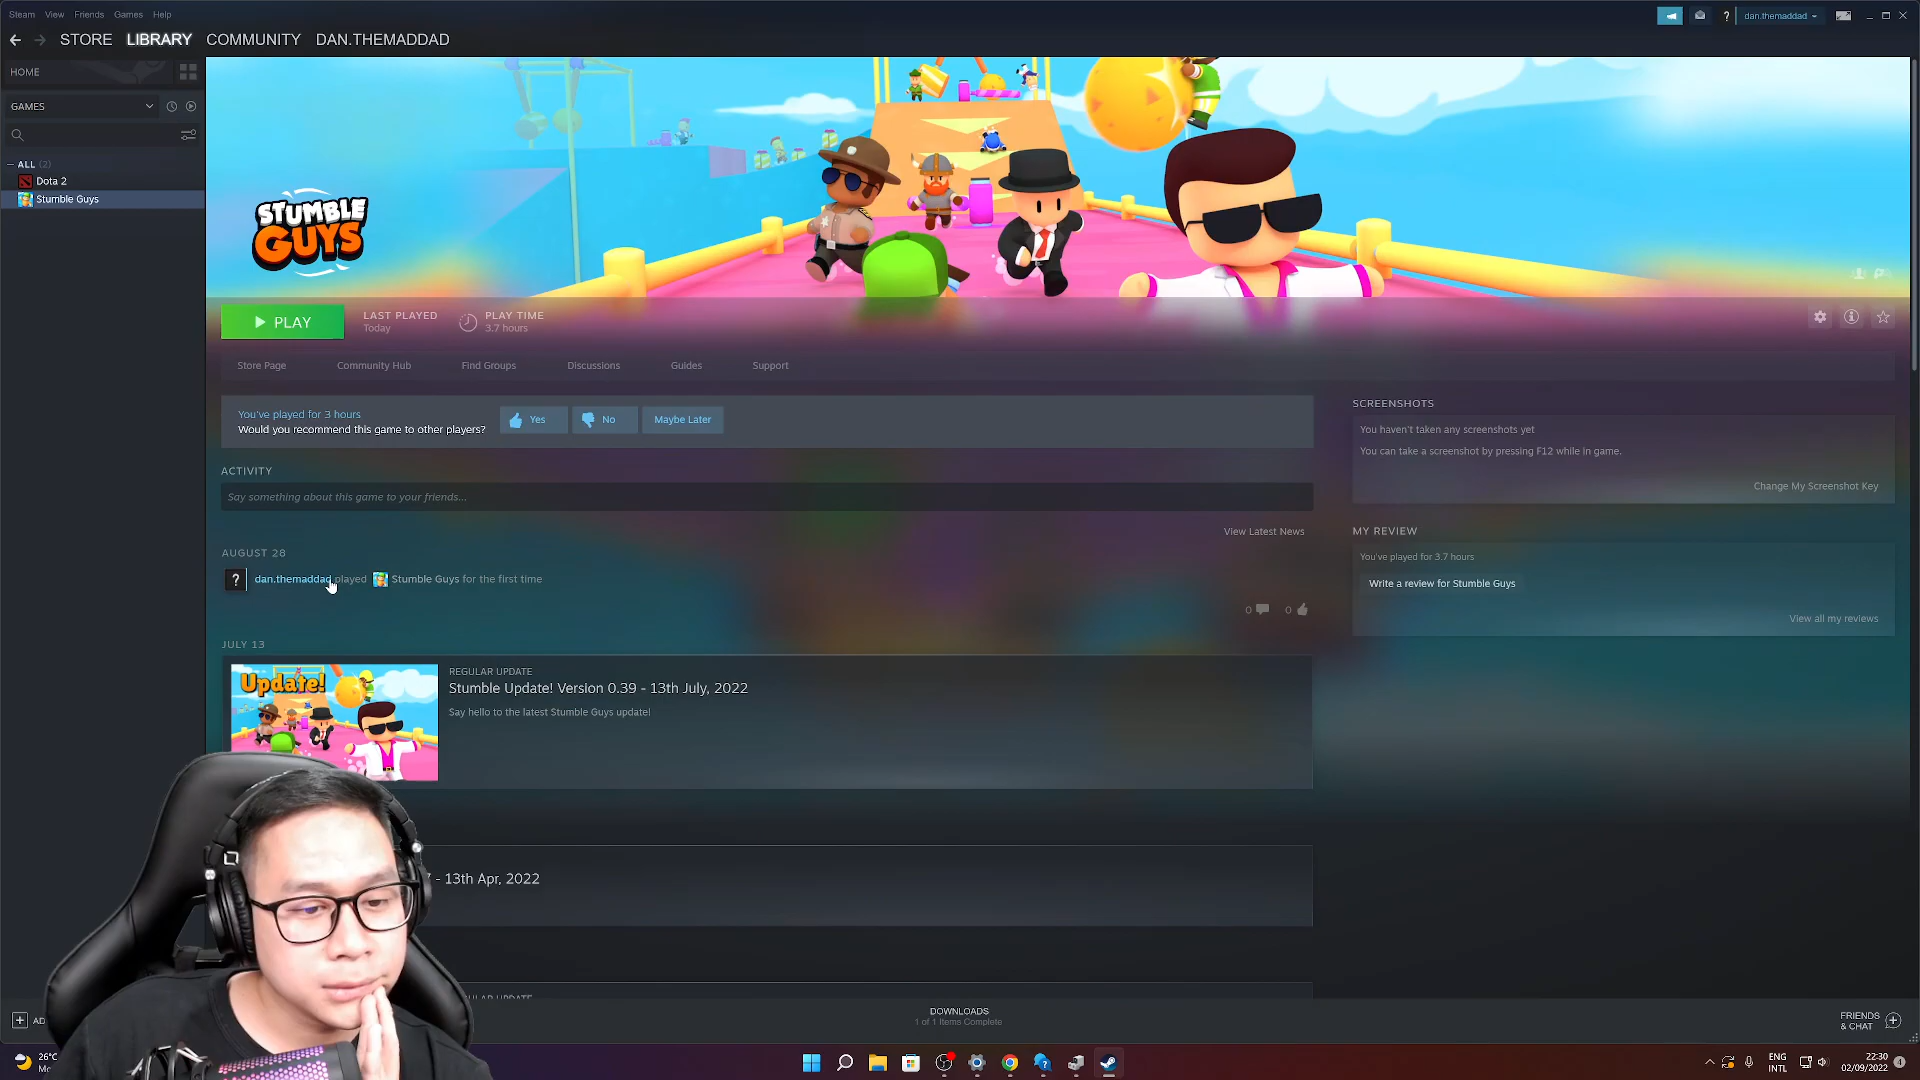 Steam View Friends Games Help
dan.themaddad
STORE LIBRARY COMMUNITY DAN.THEMADDAD
HOME
GAMES
ALL (2)
Dota 2
Stumble Guys
STUMBLE
GUYS
PLAY
LAST PLAYED
Today
PLAY TIME
3.7 hours
Store Page Community Hub Find Groups Discussions Guides Support
You've played for 3 hours
Would you recommend this game to other players?
Yes No Maybe Later
ACTIVITY
Say something about this game to your friends...
View Latest News
AUGUST 28
? dan.themaddad played Stumble Guys for the first time
0 0
JULY 13
Update!
REGULAR UPDATE
Stumble Update! Version 0.39 - 13th July, 2022
Say hello to the latest Stumble Guys update!
7 - 13th Apr, 2022
SCREENSHOTS
You haven't taken any screenshots yet
You can take a screenshot by pressing F12 while in game.
Change My Screenshot Key
MY REVIEW
You've played for 3.7 hours
Write a review for Stumble Guys
View all my reviews
AD
DOWNLOADS
1 of 1 Items Complete
FRIENDS
& CHAT
26°C
ENG
INTL
22:30
02/09/2022
4